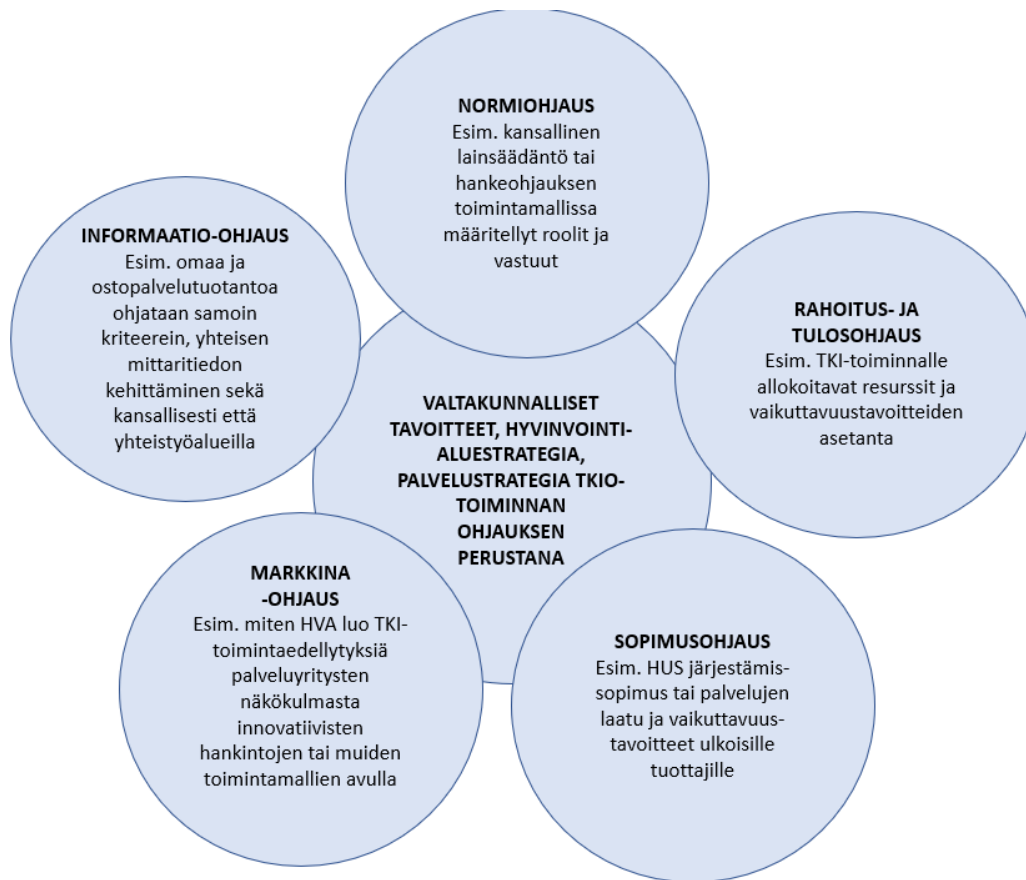 NORMIOHJAUS
Esim. kansallinen
lainsäädäntö tai
hankeohjauksen
toimintamallissa
määritellyt roolit ja
vastuut
INFORMAATIO-OHJAUS
Esim. omaa ja
ostopalvelutuotantoa
ohjataan samoin
kriteerein, yhteisen
mittaritiedon
kehittäminen sekä
kansallisesti että
yhteistyöalueilla
RAHOITUS- JA
TULOSOHJAUS
Esim. TKI-toiminnalle
allokoitavat resurssit ja
vaikuttavuustavoitteiden
asetanta
VALTAKUNNALLISET
TAVOITTEET, HYVINVOINTI-
ALUESTRATEGIA,
PALVELUSTRATEGIA TKIO-
TOIMINNAN
OHJAUKSEN
PERUSTANA
MARKKINA
-OHJAUS
Esim. miten HVA luo TKI-
toimintaedellytyksiä
palveluyritysten
näkökulmasta
innovatiivisten
hankintojen tai muiden
toimintamallien avulla
SOPIMUSOHJAUS
Esim. HUS järjestämis-
sopimus tai palvelujen
laatu ja vaikuttavuus-
tavoitteet ulkoisille
tuottajille